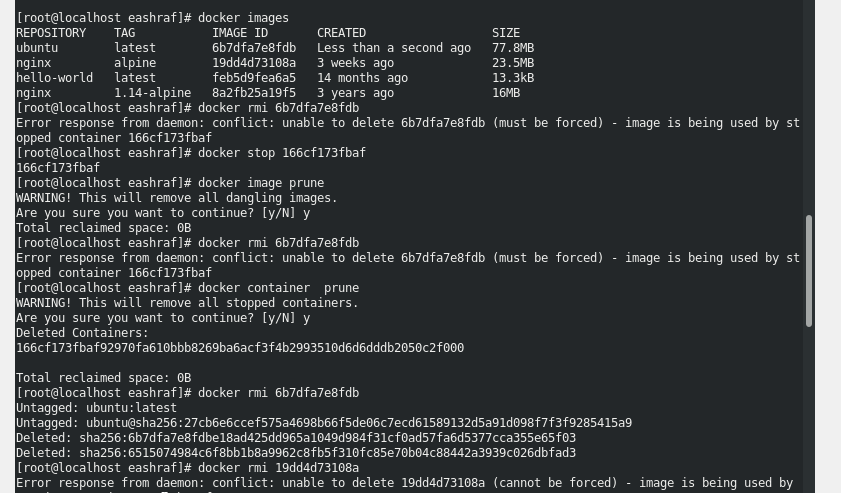 [root@localhost eashraf]# docker images
REPOSITORY    TAG           IMAGE ID       CREATED                  SIZE
ubuntu        latest        6b7dfa7e8fdb   Less than a second ago   77.8MB
nginx         alpine        19dd4d73108a   3 weeks ago              23.5MB
hello-world   latest        feb5d9fea6a5   14 months ago            13.3kB
nginx         1.14-alpine   8a2fb25a19f5   3 years ago              16MB
[root@localhost eashraf]# docker rmi 6b7dfa7e8fdb
Error response from daemon: conflict: unable to delete 6b7dfa7e8fdb (must be forced) - image is being used by st
opped container 166cf173fbaf
[root@localhost eashraf]# docker stop 166cf173fbaf
166cf173fbaf
[root@localhost eashraf]# docker image prune
WARNING! This will remove all dangling images.
Are you sure you want to continue? [y/N] y
Total reclaimed space: 0B
[root@localhost eashraf]# docker rmi 6b7dfa7e8fdb
Error response from daemon: conflict: unable to delete 6b7dfa7e8fdb (must be forced) - image is being used by st
opped container 166cf173fbaf
[root@localhost eashraf]# docker container  prune
WARNING! This will remove all stopped containers.
Are you sure you want to continue? [y/N] y
Deleted Containers:
166cf173fbaf92970fa610bbb8269ba6acf3f4b2993510d6d6dddb2050c2f000

Total reclaimed space: 0B
[root@localhost eashraf]# docker rmi 6b7dfa7e8fdb
Untagged: ubuntu:latest
Untagged: ubuntu@sha256:27cb6e6ccef575a4698b66f5de06c7ecd61589132d5a91d098f7f3f9285415a9
Deleted: sha256:6b7dfa7e8fdbe18ad425dd965a1049d984f31cf0ad57fa6d5377cca355e65f03
Deleted: sha256:6515074984c6f8bb1b8a9962c8fb5f310fc85e70b04c88442a3939c026dbfad3
[root@localhost eashraf]# docker rmi 19dd4d73108a
Error response from daemon: conflict: unable to delete 19dd4d73108a (cannot be forced) - image is being used by